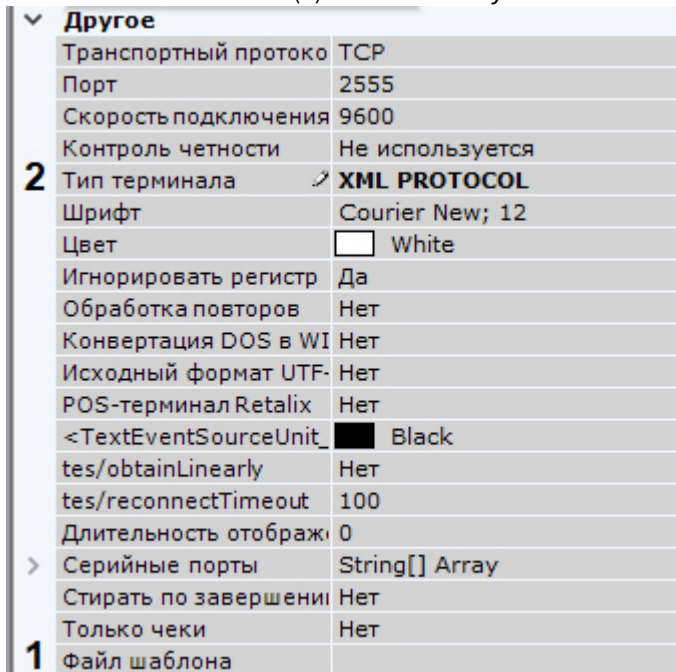 Другое
Транспортный протоко TCP
Порт 2555
Скорость подключения 9600
Контроль четности Не используется
2 Тип терминала XML PROTOCOL
Шрифт Courier New; 12
Цвет White
Игнорировать регистр Да
Обработка повторов Нет
Конвертация DOS в WI Нет
Исходный формат UTF- Нет
POS-терминал Retalix Нет
<TextEventSourceUnit_ Black
tes/obtainLinearly Нет
tes/reconnectTimeout 100
Длительность отображ 0
Серийные порты String[] Array
Стирать по завершени Нет
Только чеки Нет
1 Файл шаблона